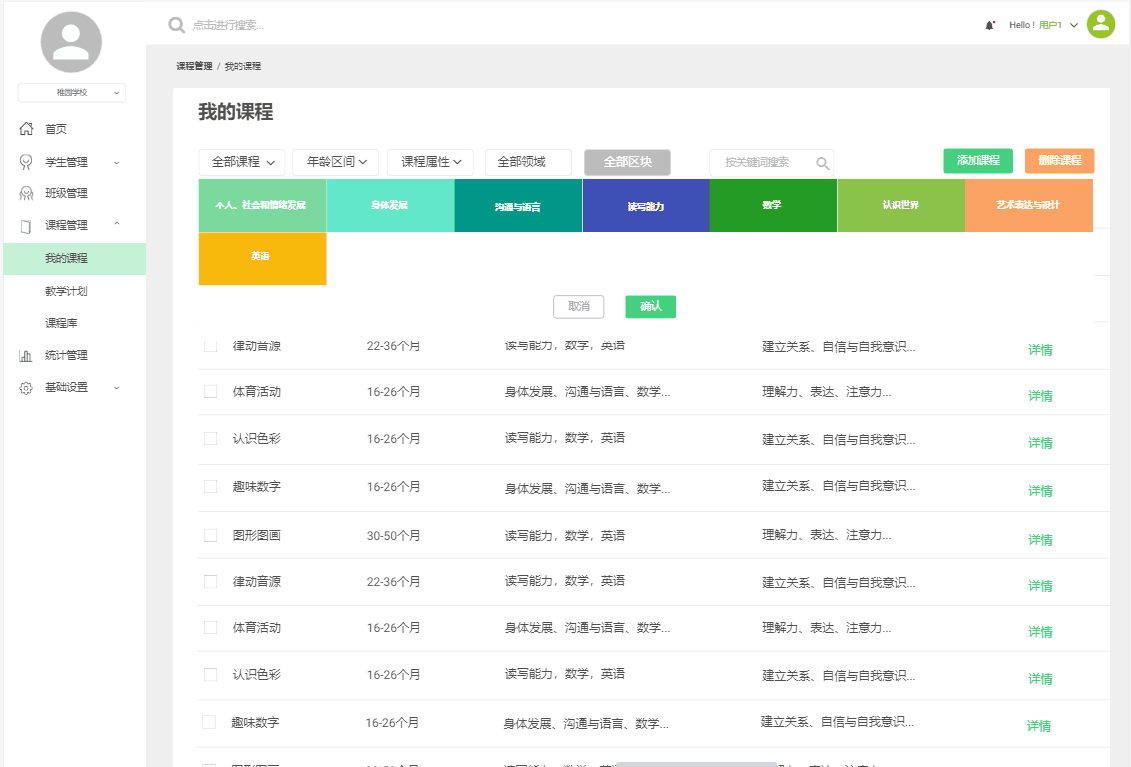 点击进行搜索...
Hello！用户1
稚园学校
首页
学生管理
班级管理
课程管理
我的课程
教学计划
课程库
统计管理
基础设置
课程管理 / 我的课程
我的课程
全部课程 年龄区间 课程属性 全部领域 全部区块 按关键词搜索 添加课程 删除课程
个人、社会和情绪发展 身体发展 沟通与语言 读写能力 数学 认识世界 艺术表达与设计
英语
取消 确认
律动音源 22-36个月 读写能力，数学，英语 建立关系、自信与自我意识... 详情
体育活动 16-26个月 身体发展、沟通与语言、数学... 理解力、表达、注意力... 详情
认识色彩 16-26个月 读写能力，数学，英语 建立关系、自信与自我意识... 详情
趣味数字 16-26个月 身体发展、沟通与语言、数学... 建立关系、自信与自我意识... 详情
图形图画 30-50个月 读写能力，数学，英语 理解力、表达、注意力... 详情
律动音源 22-36个月 读写能力，数学，英语 建立关系、自信与自我意识... 详情
体育活动 16-26个月 身体发展、沟通与语言、数学... 理解力、表达、注意力... 详情
认识色彩 16-26个月 读写能力，数学，英语 建立关系、自信与自我意识... 详情
趣味数字 16-26个月 身体发展、沟通与语言、数学... 建立关系、自信与自我意识... 详情